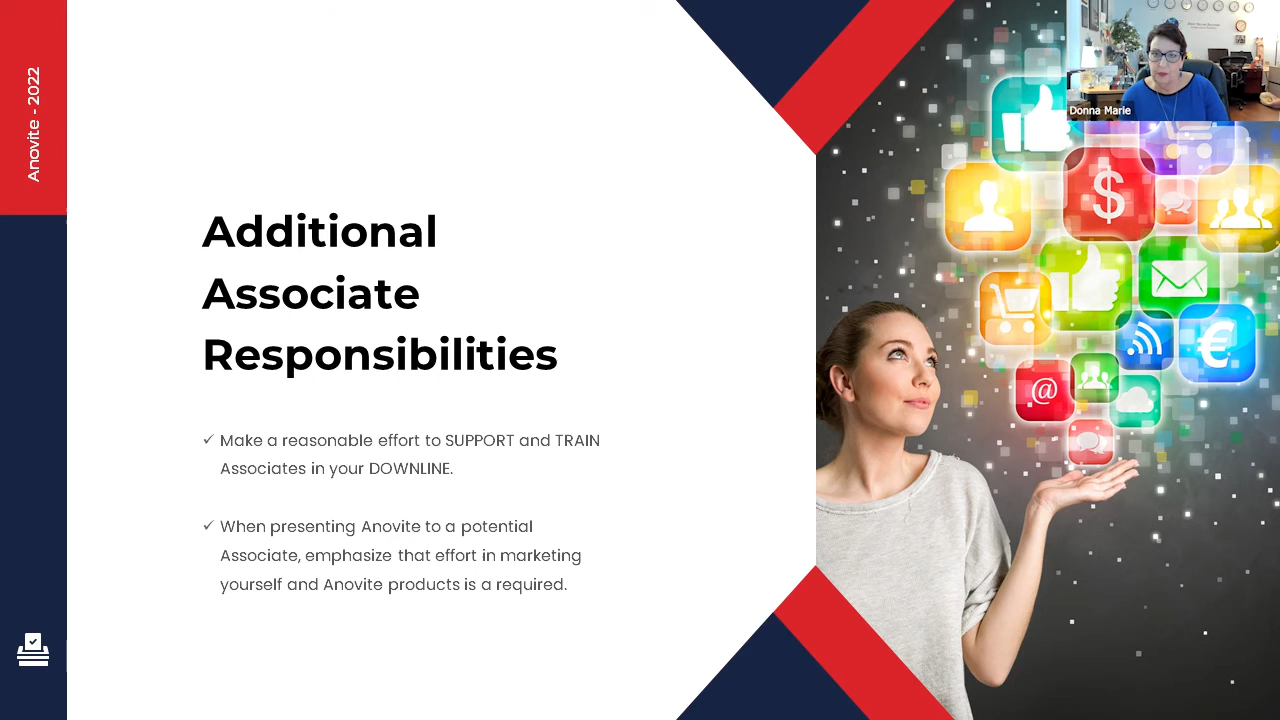 Anovite - 2022
Additional
Associate
Responsibilities
✓ Make a reasonable effort to SUPPORT and TRAIN
Associates in your DOWNLINE.
✓ When presenting Anovite to a potential
Associate, emphasize that effort in marketing
yourself and Anovite products is a required.
Donna Marie
$
€
@